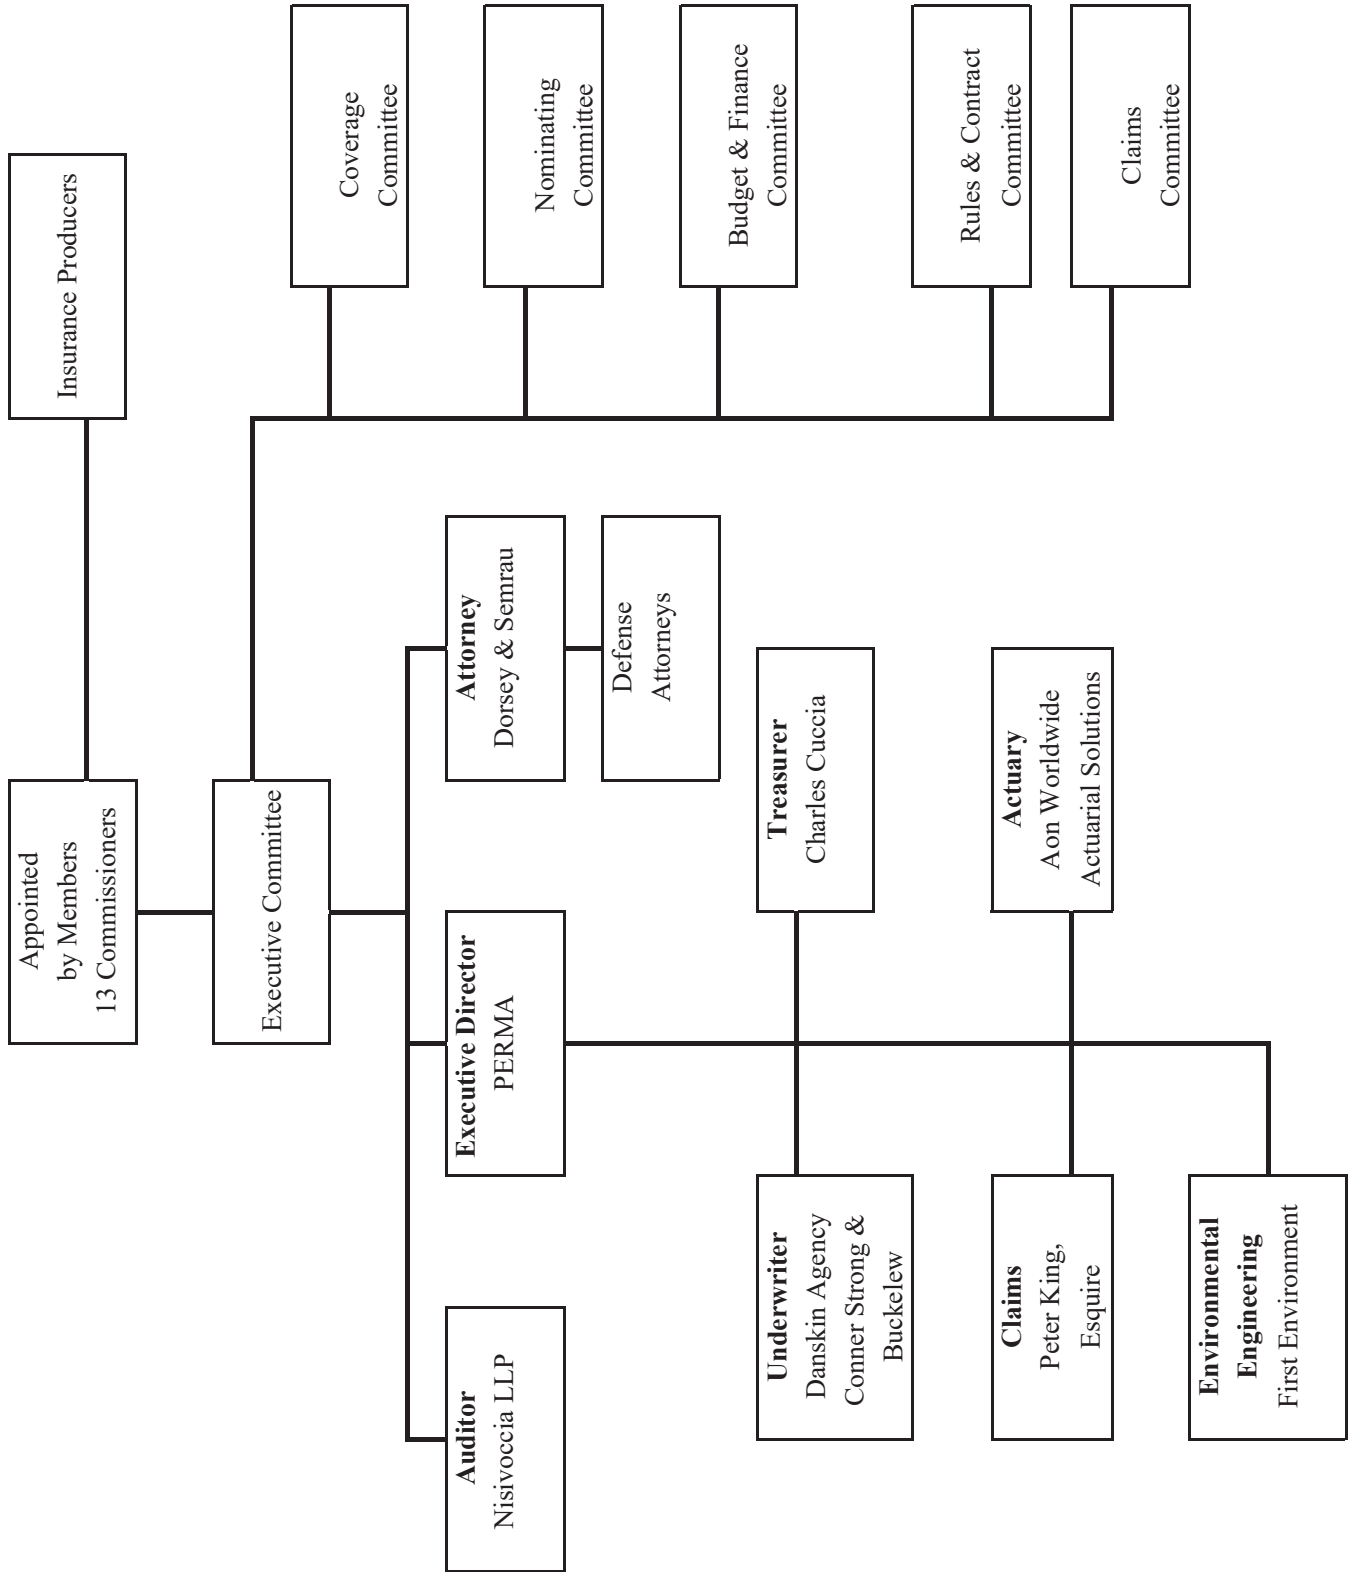 Appointed
by Members
13 Commissioners
Insurance Producers
Executive Committee
Coverage
Committee
Nominating
Committee
Budget & Finance
Committee
Rules & Contract
Committee
Claims
Committee
Auditor
Nisivoccia LLP
Executive Director
PERMA
Attorney
Dorsey & Semrau
Defense
Attorneys
Underwriter
Danskin Agency
Conner Strong &
Buckelew
Treasurer
Charles Cuccia
Claims
Peter King,
Esquire
Actuary
Aon Worldwide
Actuarial Solutions
Environmental
Engineering
First Environment